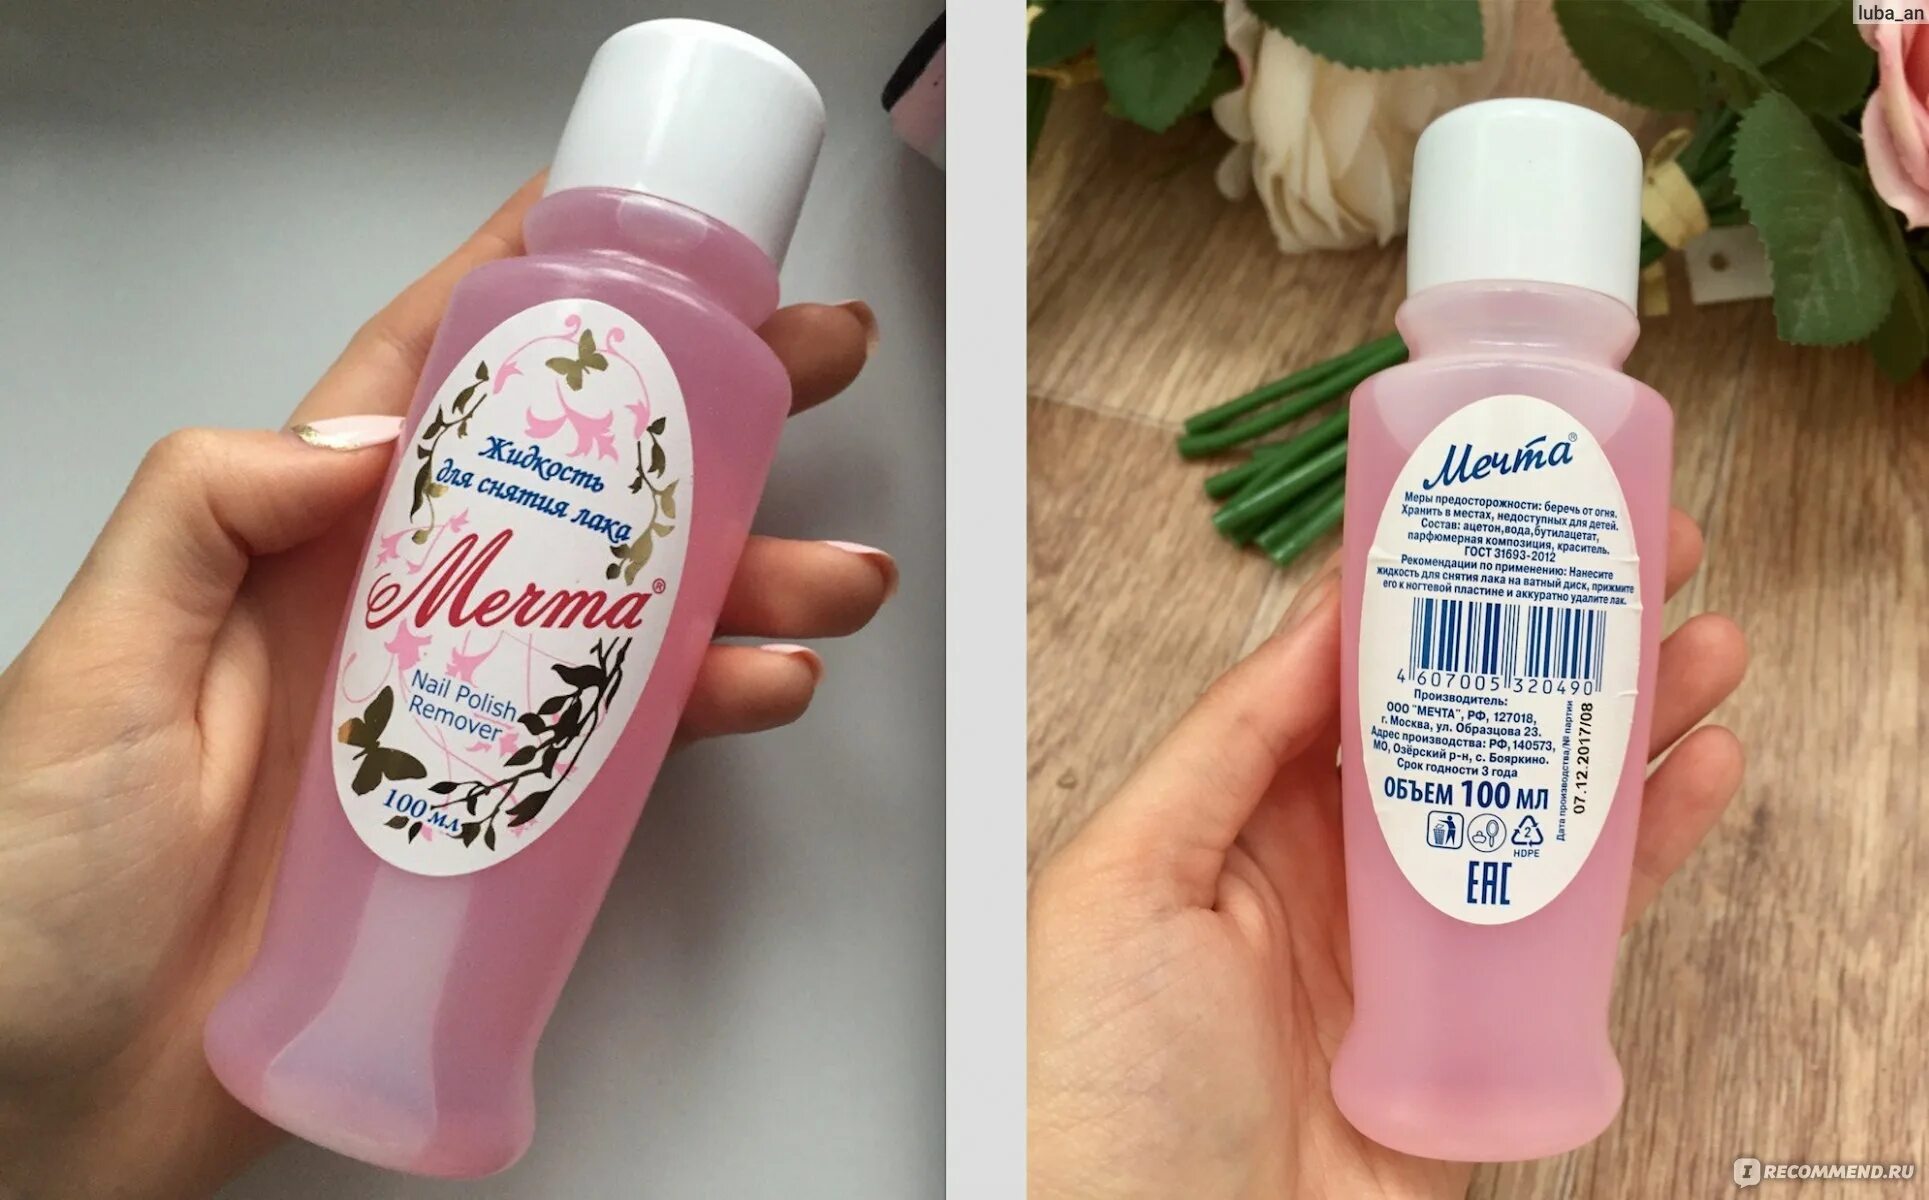 Жидкость
для снятия лака
Мечта®
Nail Polish
Remover
100 мл
luba_an
Мечта®
Меры предосторожности: беречь от огня.
Хранить в местах, недоступных для детей.
Состав: ацетон,вода,бутилацетат,
парфюмерная композиция, краситель.
ГОСТ 31693-2012
Рекомендации по применению: Нанесите
жидкость для снятия лака на ватный диск, прижмите
его к ногтевой пластине и аккуратно удалите лак.
4 607005 320490
Производитель:
ООО "МЕЧТА", РФ, 127018,
г. Москва, ул. Образцова 23.
Адрес производства: РФ, 140573,
МО, Озёрский р-н, с. Бояркино.
Срок годности 3 года
ОБЪЕМ 100 МЛ
Дата производства/№ партии
07.12.2017/08
2
HDPE
EAC
I RECOMMEND.RU